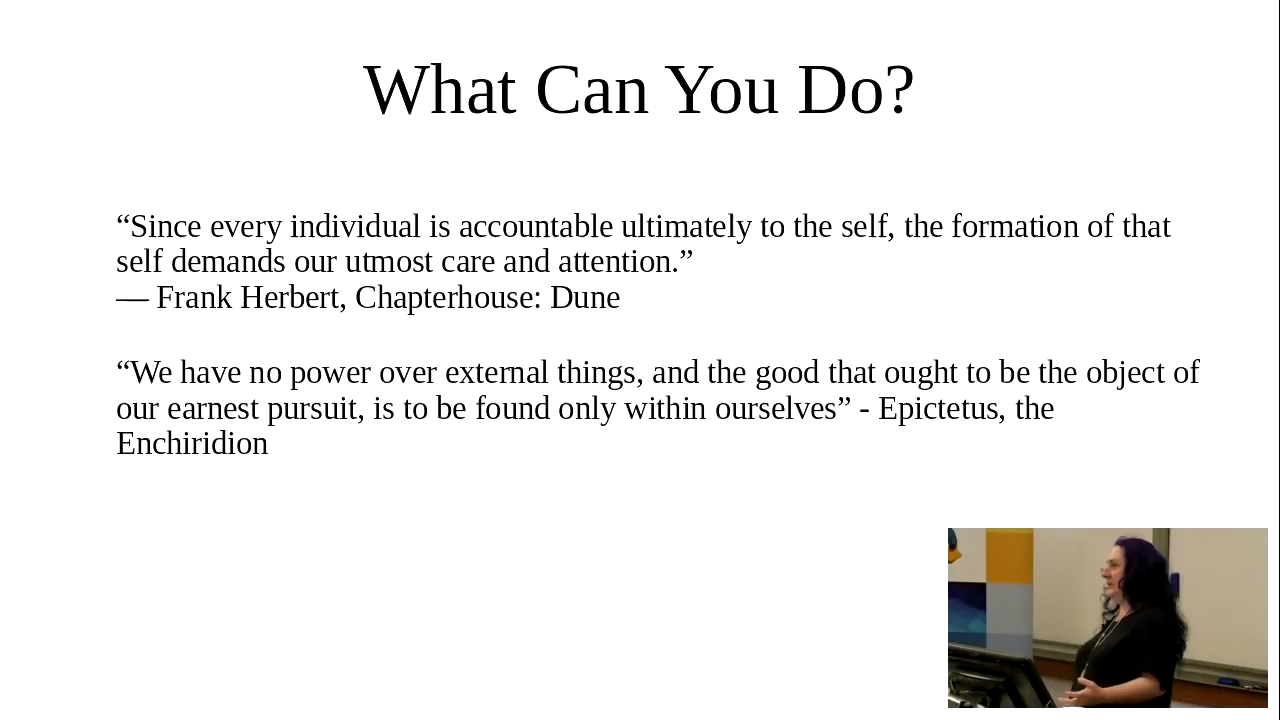 What Can You Do?
“Since every individual is accountable ultimately to the self, the formation of that
self demands our utmost care and attention.”
— Frank Herbert, Chapterhouse: Dune
“We have no power over external things, and the good that ought to be the object of
our earnest pursuit, is to be found only within ourselves” - Epictetus, the
Enchiridion